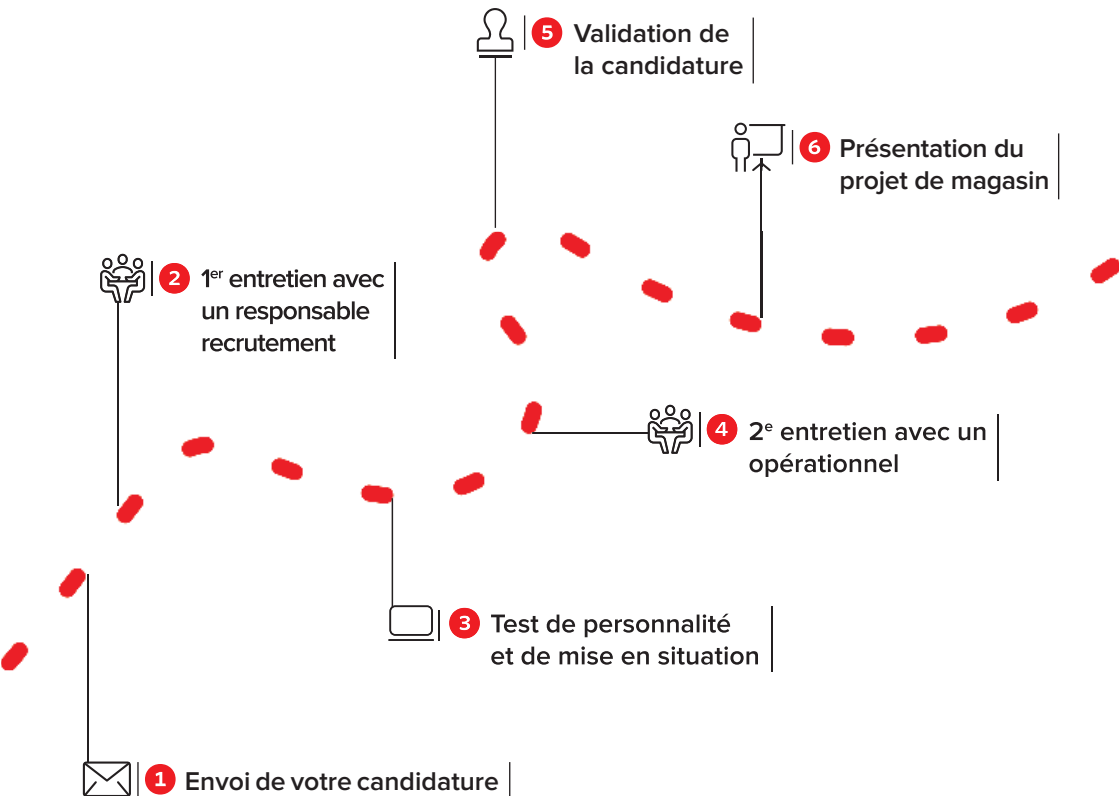 1 Envoi de votre candidature
2 1er entretien avec
un responsable
recrutement
3 Test de personnalité
et de mise en situation
4 2e entretien avec un
opérationnel
5 Validation de
la candidature
6 Présentation du
projet de magasin